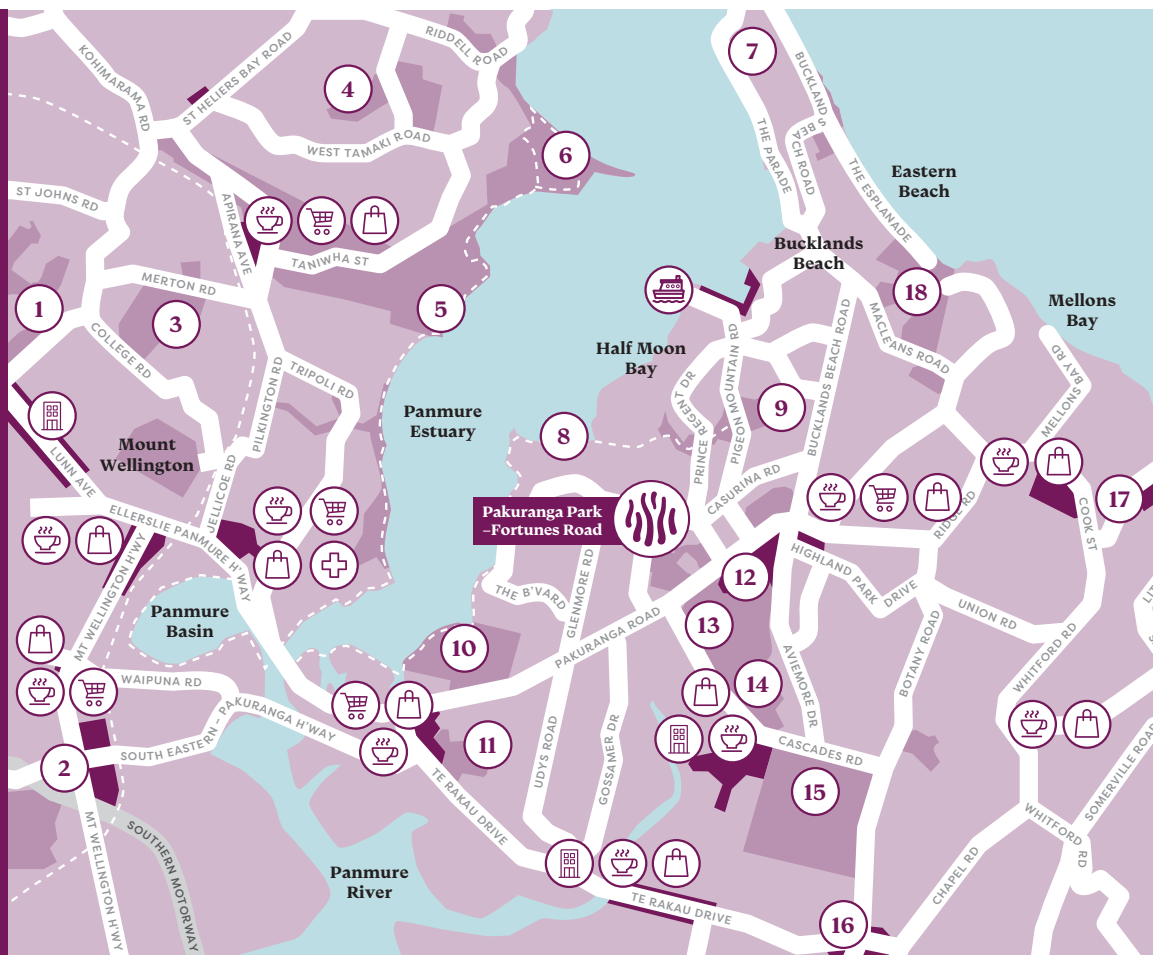 KOHIMARAMA RD
ST HELIERS BAY ROAD
RIDDELL ROAD
4
7
BUCKLANDS BEACH ROAD
THE PARADE
WEST TAMAKI ROAD
6
THE ESPLANADE
Eastern
Beach
ST JOHNS RD
APIRANA AVE
TANIWHA ST
Bucklands
Beach
MERTON RD
1
3
5
18
Mellons
Bay
COLLEGE RD
PILKINGTON RD
TRIPOLI RD
Half Moon
Bay
PRINCE REGENT DR
PIGEON MOUNTAIN RD
BUCKLANDS BEACH ROAD
MACLEANS ROAD
MELLONS BAY RD
9
Panmure
Estuary
8
Mount
Wellington
LUNN AVE
JELLICOE RD
ELLERSLIE PANMURE H'WAY
Pakuranga Park
–Fortunes Road
CASURINA RD
RIDGE RD
COOK ST
17
MT WELLINGTON H'WY
HIGHLAND PARK DRIVE
12
THE B'VARD
GLENMORE RD
PAKURANGA ROAD
UNION RD
Panmure
Basin
13
10
AVIEMORE DR
BOTANY ROAD
WHITFORD RD
WAIPUNA RD
14
SOUTH EASTERN – PAKURANGA H'WAY
11
UDYS ROAD
GOSSAMER DR
CASCADES RD
2
15
TE RAKAU DRIVE
SOMERVILLE ROAD
WHITFORD RD
MT WELLINGTON H'WY
SOUTHERN MOTORWAY
Panmure
River
CHAPEL RD
TE RAKAU DRIVE
16